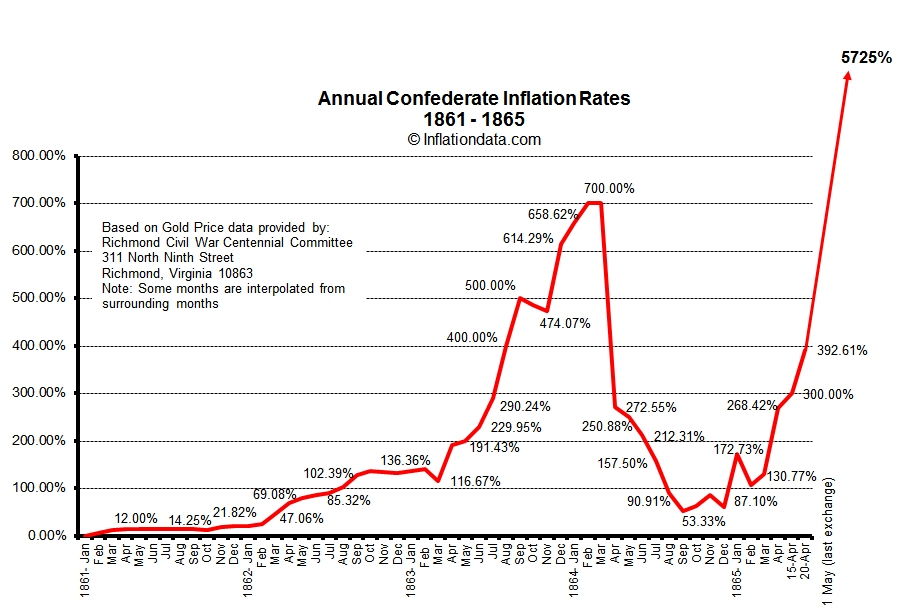 5725%
Annual Confederate Inflation Rates
1861 - 1865
© Inflationdata.com
800.00%
700.00%
600.00%
500.00%
400.00%
300.00%
200.00%
100.00%
0.00%
Based on Gold Price data provided by:
Richmond Civil War Centennial Committee
311 North Ninth Street
Richmond, Virginia 10863
Note: Some months are interpolated from
surrounding months
12.00%
14.25%
21.82%
69.08%
47.06%
102.39%
85.32%
136.36%
116.67%
191.43%
229.95%
290.24%
400.00%
500.00%
474.07%
614.29%
658.62%
700.00%
272.55%
250.88%
212.31%
157.50%
90.91%
53.33%
87.10%
172.73%
130.77%
268.42%
300.00%
392.61%
1861- Jan
Feb
Mar
Apr
May
Jun
Jul
Aug
Sep
Oct
Nov
Dec
1862- Jan
Feb
Mar
Apr
May
Jun
Jul
Aug
Sep
Oct
Nov
Dec
1863- Jan
Feb
Mar
Apr
May
Jun
Jul
Aug
Sep
Oct
Nov
Dec
1864- Jan
Feb
Mar
Apr
May
Jun
Jul
Aug
Sep
Oct
Nov
Dec
1865- Jan
Feb
Mar
Apr
15-Apr
20-Apr
1 May (last exchange)